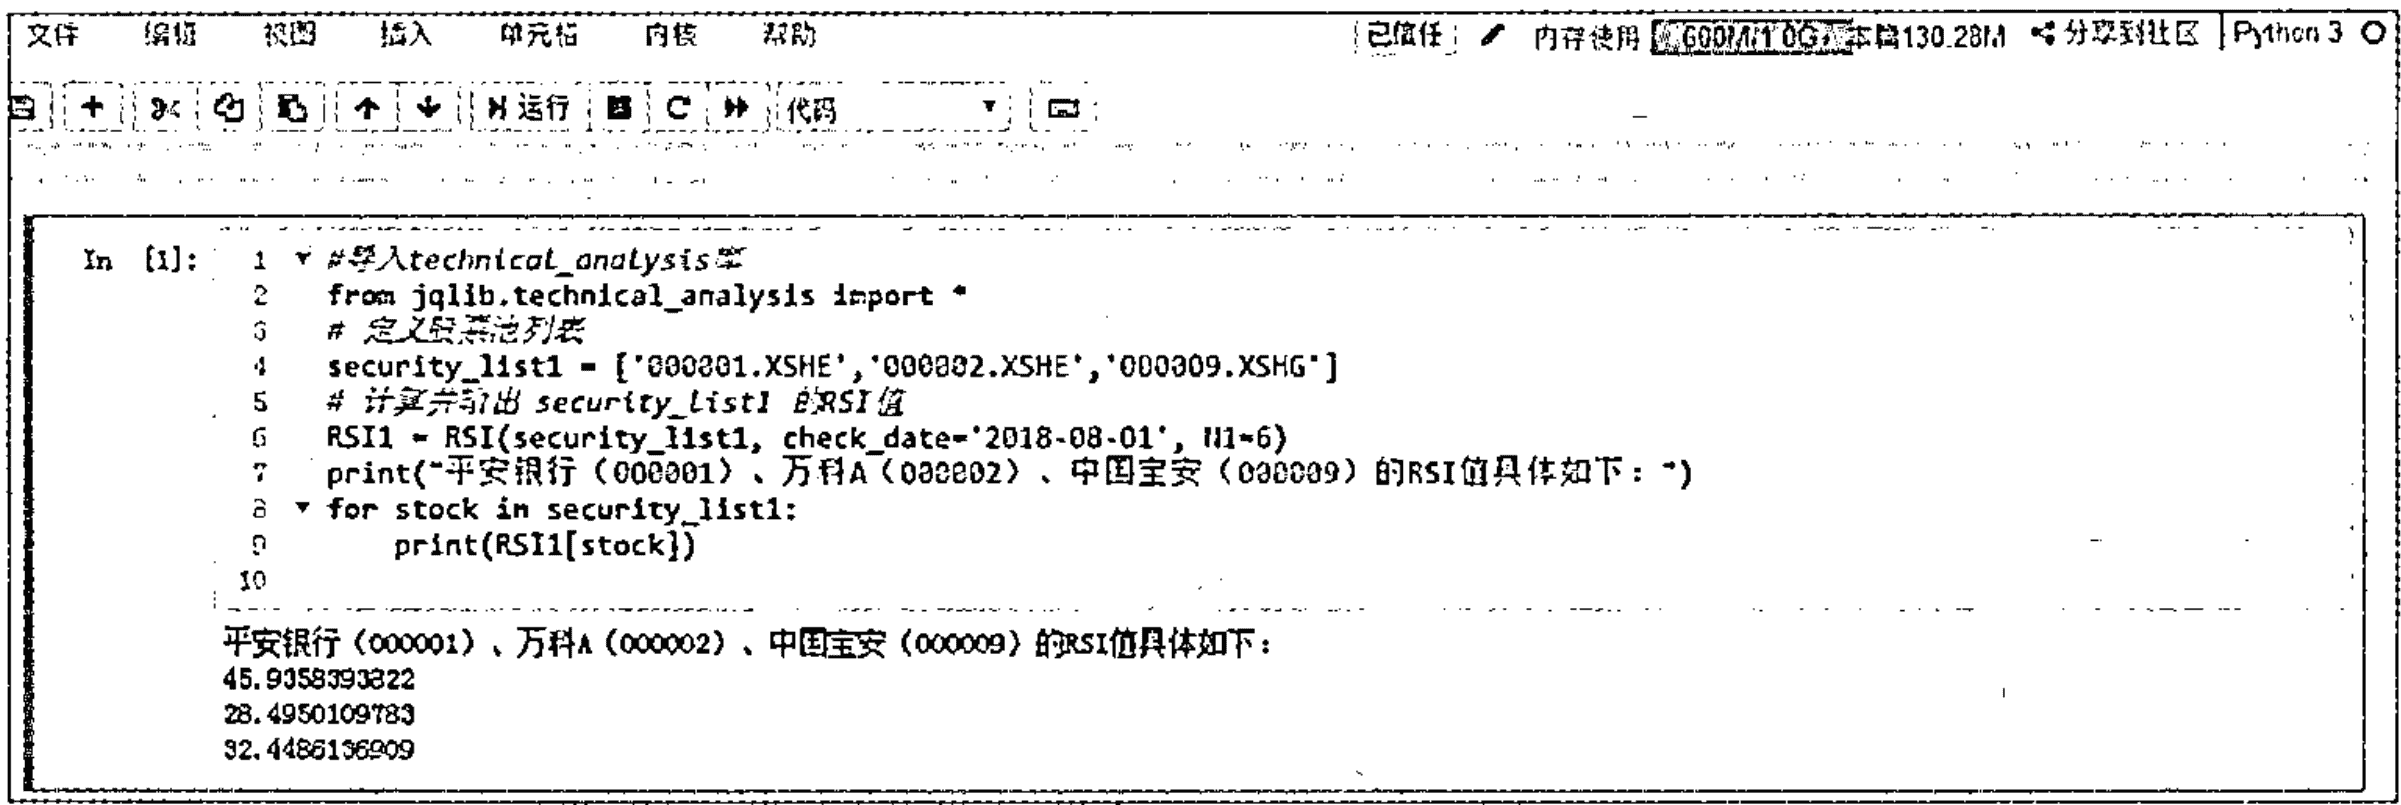 文件 编辑 视图 插入 单元格 内核 帮助 已信任 内存使用 本篇130.28M 分享到社区 Python 3
运行 代码
In [1]:
1 #导入technical_analysis库
2 from jqlib.technical_analysis import *
3 # 定义股票池列表
4 security_list1 = ['000001.XSHE','000002.XSHE','000009.XSHG']
5 # 计算并输出 security_list1 的RSI值
6 RSI1 = RSI(security_list1, check_date='2018-08-01', N1=6)
7 print("平安银行（000001）、万科A（000002）、中国宝安（000009）的RSI值具体如下：")
8 for stock in security_list1:
9 print(RSI1[stock])
10
平安银行（000001）、万科A（000002）、中国宝安（000009）的RSI值具体如下：
45.9358393822
28.4950109783
32.4486136909